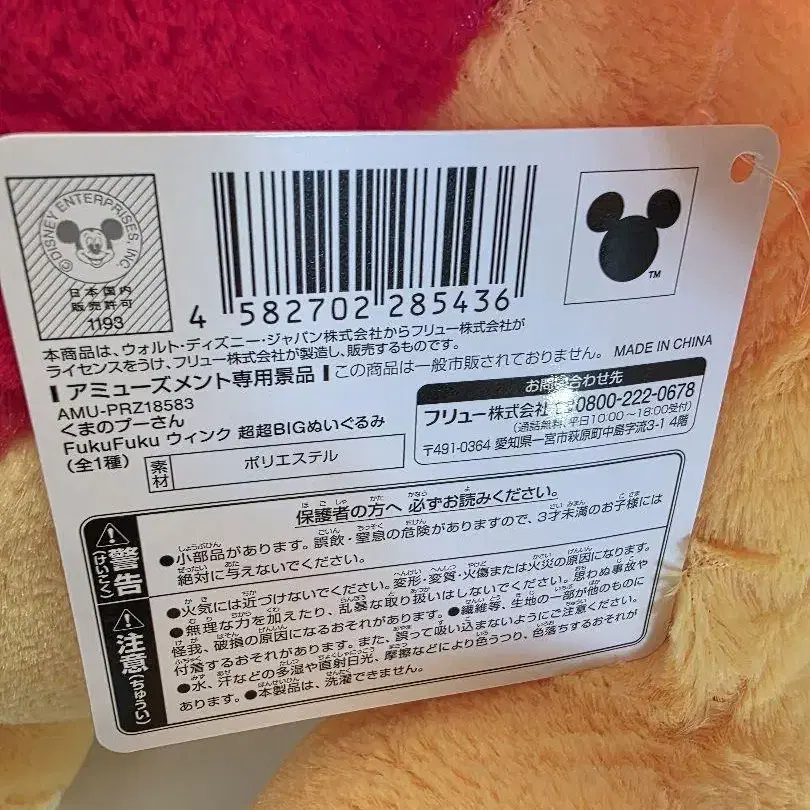 ©DISNEY ENTERPRISES, INC
日本国内
販売許可
1193
4 582702 285436
TM
本商品は、ウォルト・ディズニー・ジャパン株式会社からフリュー株式会社が
ライセンスをうけ、フリュー株式会社が製造し、販売するものです。
アミューズメント専用景品 この商品は一般市販されておりません。 MADE IN CHINA
AMU-PRZ18583
くまのプーさん
FukuFuku ウィンク 超超BIGぬいぐるみ
(全1種)
素材 ポリエステル
お問い合わせ先
フリュー株式会社 0800-222-0678
(通話無料、平日10:00~18:00受付)
〒491-0364 愛知県一宮市萩原町中島字流3-1 4階
保護者の方へ 必ずお読みください。
警告(けいこく)
●小部品があります。誤飲・窒息の危険がありますので、3才未満のお子様には
絶対に与えないでください。
注意(ちゅうい)
●火気には近づけないでください。変形・変質・火傷または火災の原因になります。
●無理な力を加えたり、乱暴な取り扱いはしないでください。思わぬ事故や
怪我、破損の原因になるおそれがあります。●繊維等、生地の一部が他のものに
付着するおそれがあります。また、誤って吸い込まないようにご注意ください。
●水、汗などの多湿や直射日光、摩擦などにより色うつり、色落ちするおそれが
あります。●本製品は、洗濯できません。